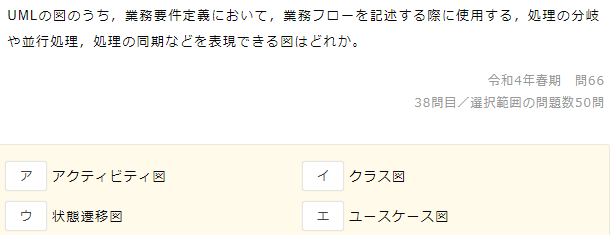 UMLの図のうち，業務要件定義において，業務フローを記述する際に使用する，処理の分岐
や並行処理，処理の同期などを表現できる図はどれか。
令和4年春期　問66
38問目／選択範囲の問題数50問
ア アクティビティ図
イ クラス図
ウ 状態遷移図
エ ユースケース図